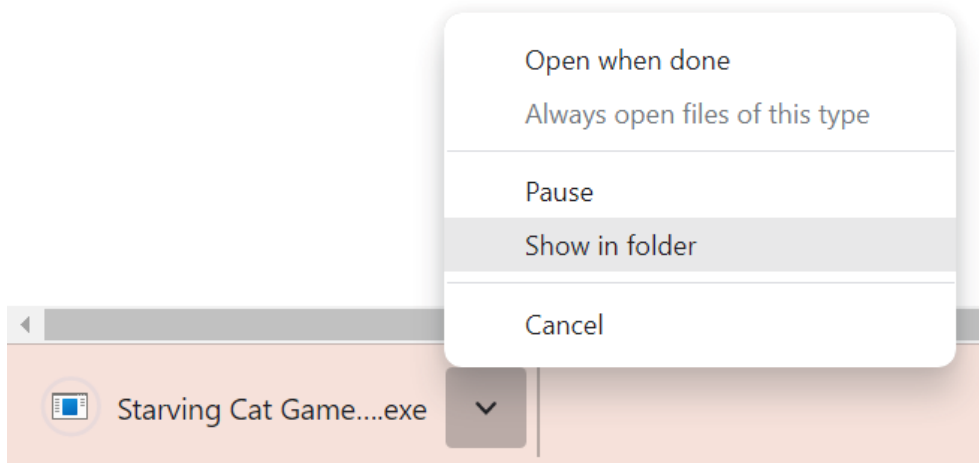 Open when done
Always open files of this type
Pause
Show in folder
Cancel
Starving Cat Game....exe